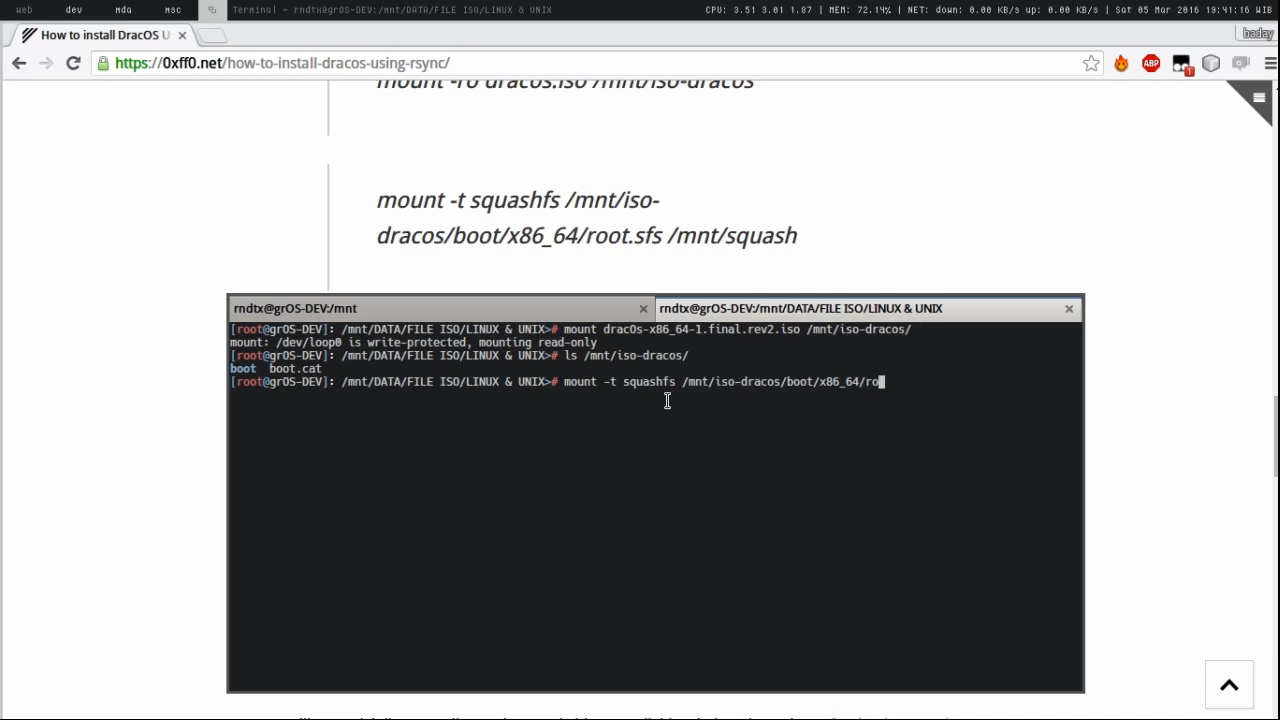 web dev mda msc Terminal - rndtx@grOS-DEV:/mnt/DATA/FILE ISO/LINUX & UNIX CPU: 3.51 3.01 1.87 | MEM: 72.14% | NET: down: 0.00 KB/s up: 0.00 KB/s | Sat 05 Mar 2016 19:41:16 WIB
How to install DracOS U baday
https://0xff0.net/how-to-install-dracos-using-rsync/ ABP 1
mount -ro dracos.iso /mnt/iso-dracos
mount -t squashfs /mnt/iso-
dracos/boot/x86_64/root.sfs /mnt/squash
rndtx@grOS-DEV:/mnt rndtx@grOS-DEV:/mnt/DATA/FILE ISO/LINUX & UNIX
[root@grOS-DEV]: /mnt/DATA/FILE ISO/LINUX & UNIX># mount dracOs-x86_64-1.final.rev2.iso /mnt/iso-dracos/
mount: /dev/loop0 is write-protected, mounting read-only
[root@grOS-DEV]: /mnt/DATA/FILE ISO/LINUX & UNIX># ls /mnt/iso-dracos/
boot boot.cat
[root@grOS-DEV]: /mnt/DATA/FILE ISO/LINUX & UNIX># mount -t squashfs /mnt/iso-dracos/boot/x86_64/ro